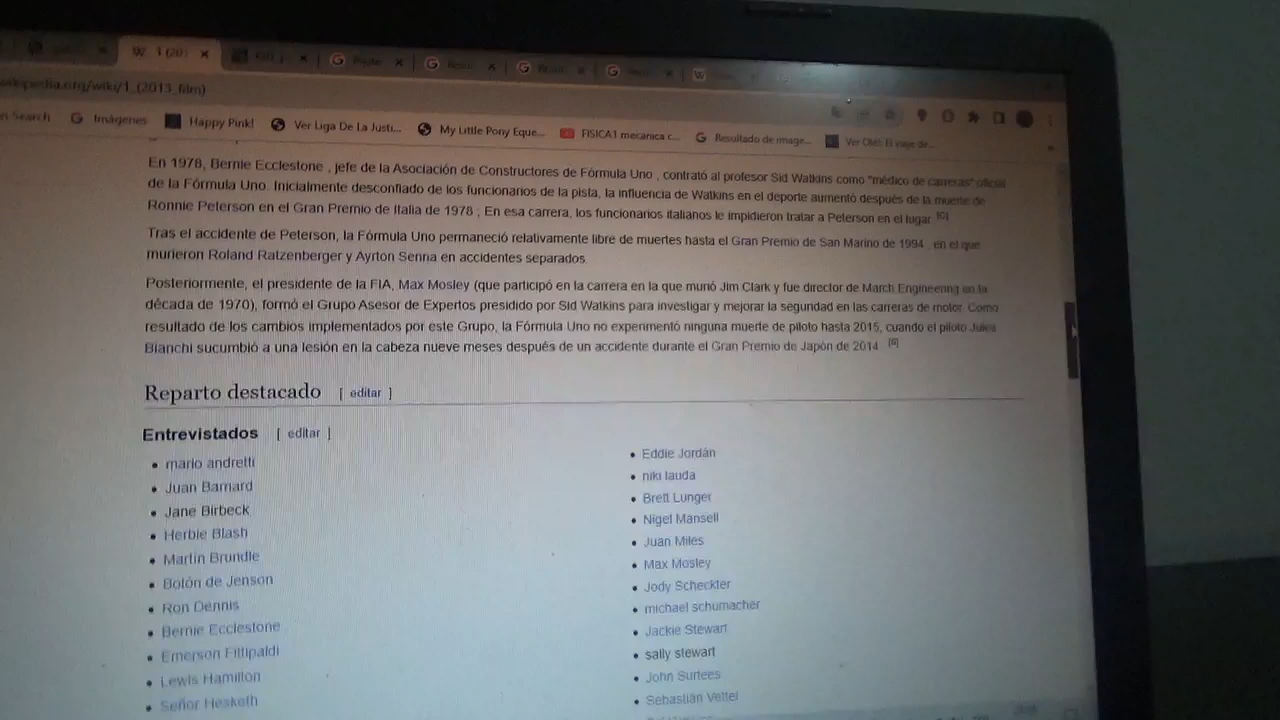 W 1 (20
wikipedia.org/wiki/1_(2013_film)
n Search
Imágenes
Happy Pink!
Ver Liga De La Justi...
My Little Pony Eque...
FISICA1 mecanica c...
Resultado de image...
Ver Olé: El viaje de...
En 1978, Bernie Ecclestone , jefe de la Asociación de Constructores de Fórmula Uno , contrató al profesor Sid Watkins como "médico de carreras" oficial
de la Fórmula Uno. Inicialmente desconfiado de los funcionarios de la pista, la influencia de Watkins en el deporte aumentó después de la muerte de
Ronnie Peterson en el Gran Premio de Italia de 1978 ; En esa carrera, los funcionarios italianos le impidieron tratar a Peterson en el lugar.
Tras el accidente de Peterson, la Fórmula Uno permaneció relativamente libre de muertes hasta el Gran Premio de San Marino de 1994 , en el que
murieron Roland Ratzenberger y Ayrton Senna en accidentes separados.
Posteriormente, el presidente de la FIA, Max Mosley (que participó en la carrera en la que murió Jim Clark y fue director de March Engineering en la
década de 1970), formó el Grupo Asesor de Expertos presidido por Sid Watkins para investigar y mejorar la seguridad en las carreras de motor. Como
resultado de los cambios implementados por este Grupo, la Fórmula Uno no experimentó ninguna muerte de piloto hasta 2015, cuando el piloto Jules
Bianchi sucumbió a una lesión en la cabeza nueve meses después de un accidente durante el Gran Premio de Japón de 2014 . [6]
Reparto destacado [ editar ]
Entrevistados [ editar ]
mario andretti
Juan Barnard
Jane Birbeck
Herbie Blash
Martin Brundle
Botón de Jenson
Ron Dennis
Bernie Ecclestone
Emerson Fittipaldi
Lewis Hamilton
Señor Hesketh
Eddie Jordán
niki lauda
Brett Lunger
Nigel Mansell
Juan Miles
Max Mosley
Jody Scheckter
michael schumacher
Jackie Stewart
sally stewart
John Surtees
Sebastián Vettel